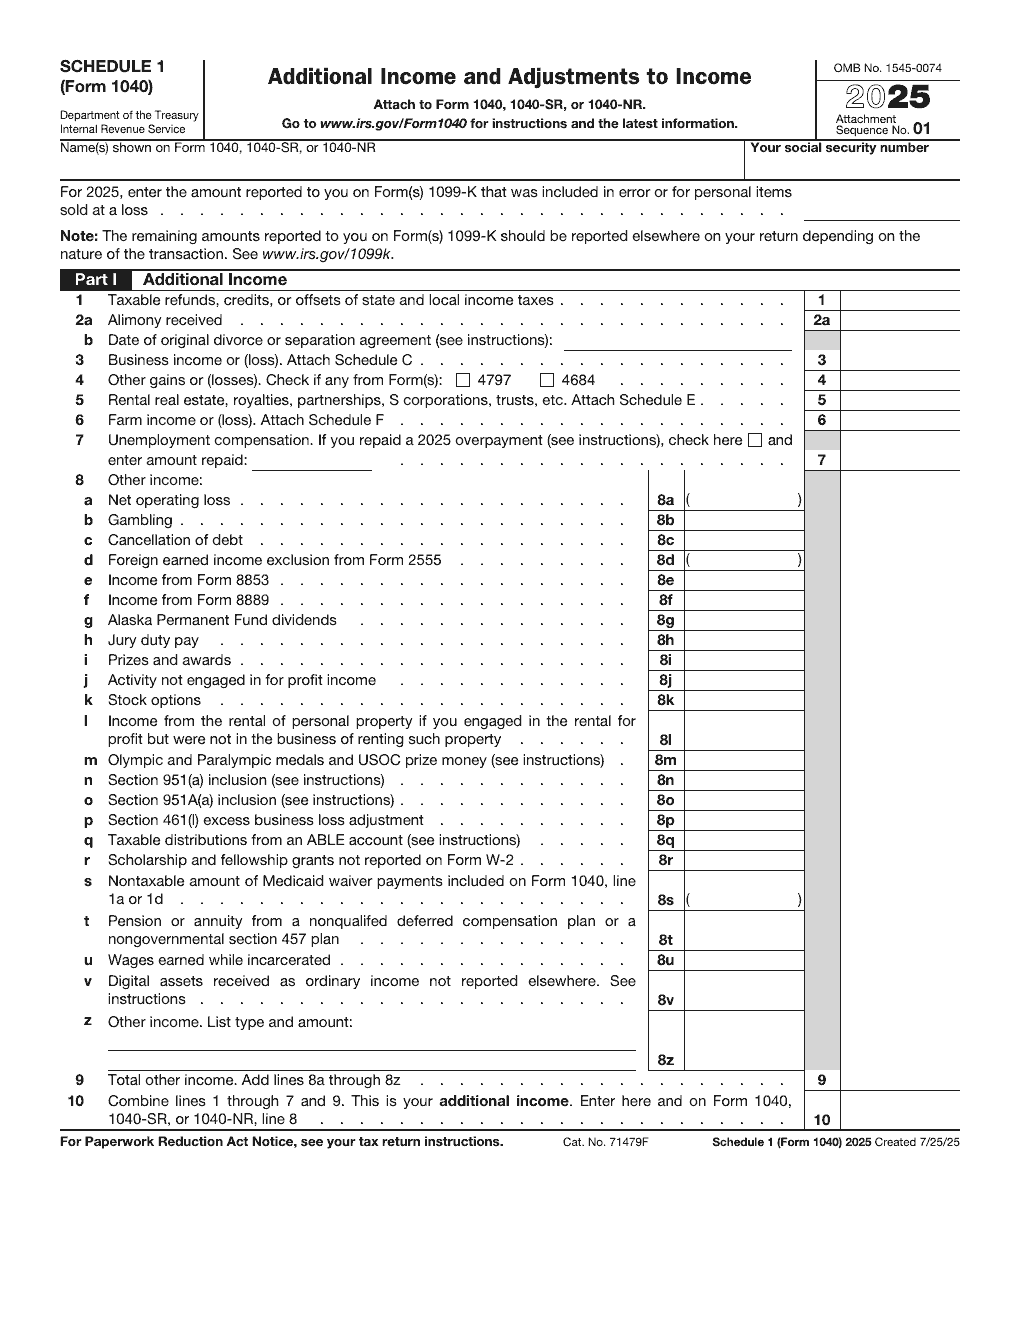 SCHEDULE 1
(Form 1040)
Department of the Treasury
Internal Revenue Service
Additional Income and Adjustments to Income
Attach to Form 1040, 1040-SR, or 1040-NR.
Go to www.irs.gov/Form1040 for instructions and the latest information.
OMB No. 1545-0074
2025
Attachment
Sequence No. 01
Name(s) shown on Form 1040, 1040-SR, or 1040-NR
Your social security number
For 2025, enter the amount reported to you on Form(s) 1099-K that was included in error or for personal items
sold at a loss . . . . . . . . . . . . . . . . . . . . . . . . . . . . . . . .
Note: The remaining amounts reported to you on Form(s) 1099-K should be reported elsewhere on your return depending on the
nature of the transaction. See www.irs.gov/1099k.
Part I Additional Income
1 Taxable refunds, credits, or offsets of state and local income taxes . . . . . . . . . . . . 1
2a Alimony received . . . . . . . . . . . . . . . . . . . . . . . . . . . . 2a
b Date of original divorce or separation agreement (see instructions):
3 Business income or (loss). Attach Schedule C . . . . . . . . . . . . . . . . . . . 3
4 Other gains or (losses). Check if any from Form(s): 4797 4684 . . . . . . . . . 4
5 Rental real estate, royalties, partnerships, S corporations, trusts, etc. Attach Schedule E . . . . . 5
6 Farm income or (loss). Attach Schedule F . . . . . . . . . . . . . . . . . . . . 6
7 Unemployment compensation. If you repaid a 2025 overpayment (see instructions), check here and
enter amount repaid: . . . . . . . . . . . . . . . . . . . . 7
8 Other income:
a Net operating loss . . . . . . . . . . . . . . . . . . . . 8a ( )
b Gambling . . . . . . . . . . . . . . . . . . . . . . . 8b
c Cancellation of debt . . . . . . . . . . . . . . . . . . . 8c
d Foreign earned income exclusion from Form 2555 . . . . . . . . . 8d ( )
e Income from Form 8853 . . . . . . . . . . . . . . . . . . 8e
f Income from Form 8889 . . . . . . . . . . . . . . . . . . 8f
g Alaska Permanent Fund dividends . . . . . . . . . . . . . . 8g
h Jury duty pay . . . . . . . . . . . . . . . . . . . . . 8h
i Prizes and awards . . . . . . . . . . . . . . . . . . . . 8i
j Activity not engaged in for profit income . . . . . . . . . . . . 8j
k Stock options . . . . . . . . . . . . . . . . . . . . . 8k
l Income from the rental of personal property if you engaged in the rental for
profit but were not in the business of renting such property . . . . . . 8l
m Olympic and Paralympic medals and USOC prize money (see instructions) . 8m
n Section 951(a) inclusion (see instructions) . . . . . . . . . . . . 8n
o Section 951A(a) inclusion (see instructions) . . . . . . . . . . . . 8o
p Section 461(l) excess business loss adjustment . . . . . . . . . . 8p
q Taxable distributions from an ABLE account (see instructions) . . . . . 8q
r Scholarship and fellowship grants not reported on Form W-2 . . . . . . 8r
s Nontaxable amount of Medicaid waiver payments included on Form 1040, line
1a or 1d . . . . . . . . . . . . . . . . . . . . . . . 8s ( )
t Pension or annuity from a nonqualifed deferred compensation plan or a
nongovernmental section 457 plan . . . . . . . . . . . . . . 8t
u Wages earned while incarcerated . . . . . . . . . . . . . . . 8u
v Digital assets received as ordinary income not reported elsewhere. See
instructions . . . . . . . . . . . . . . . . . . . . . . 8v
z Other income. List type and amount:
8z
9 Total other income. Add lines 8a through 8z . . . . . . . . . . . . . . . . . . . 9
10 Combine lines 1 through 7 and 9. This is your additional income. Enter here and on Form 1040,
1040-SR, or 1040-NR, line 8 . . . . . . . . . . . . . . . . . . . . . . . . 10
For Paperwork Reduction Act Notice, see your tax return instructions. Cat. No. 71479F Schedule 1 (Form 1040) 2025 Created 7/25/25